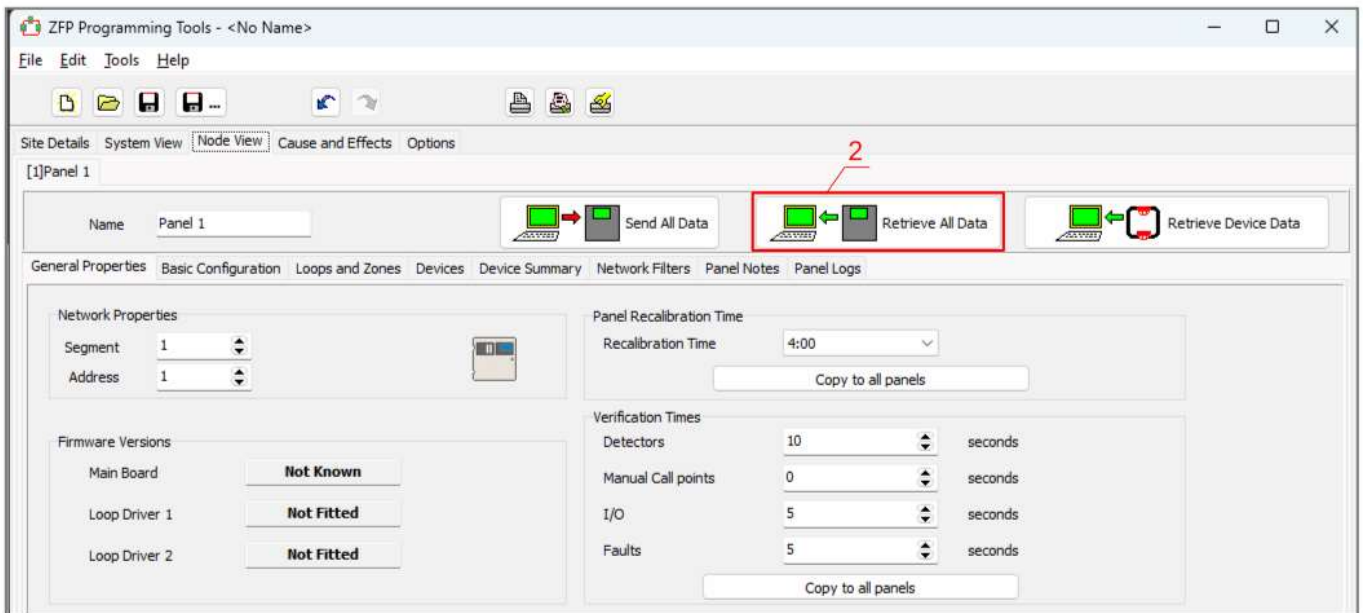 ZFP Programming Tools - <No Name>
File Edit Tools Help
...
Site Details System View Node View Cause and Effects Options
2
[1]Panel 1
Name Panel 1 Send All Data Retrieve All Data Retrieve Device Data
General Properties Basic Configuration Loops and Zones Devices Device Summary Network Filters Panel Notes Panel Logs
Network Properties
Segment 1
Address 1
Panel Recalibration Time
Recalibration Time 4:00
Copy to all panels
Firmware Versions
Main Board Not Known
Loop Driver 1 Not Fitted
Loop Driver 2 Not Fitted
Verification Times
Detectors 10 seconds
Manual Call points 0 seconds
I/O 5 seconds
Faults 5 seconds
Copy to all panels